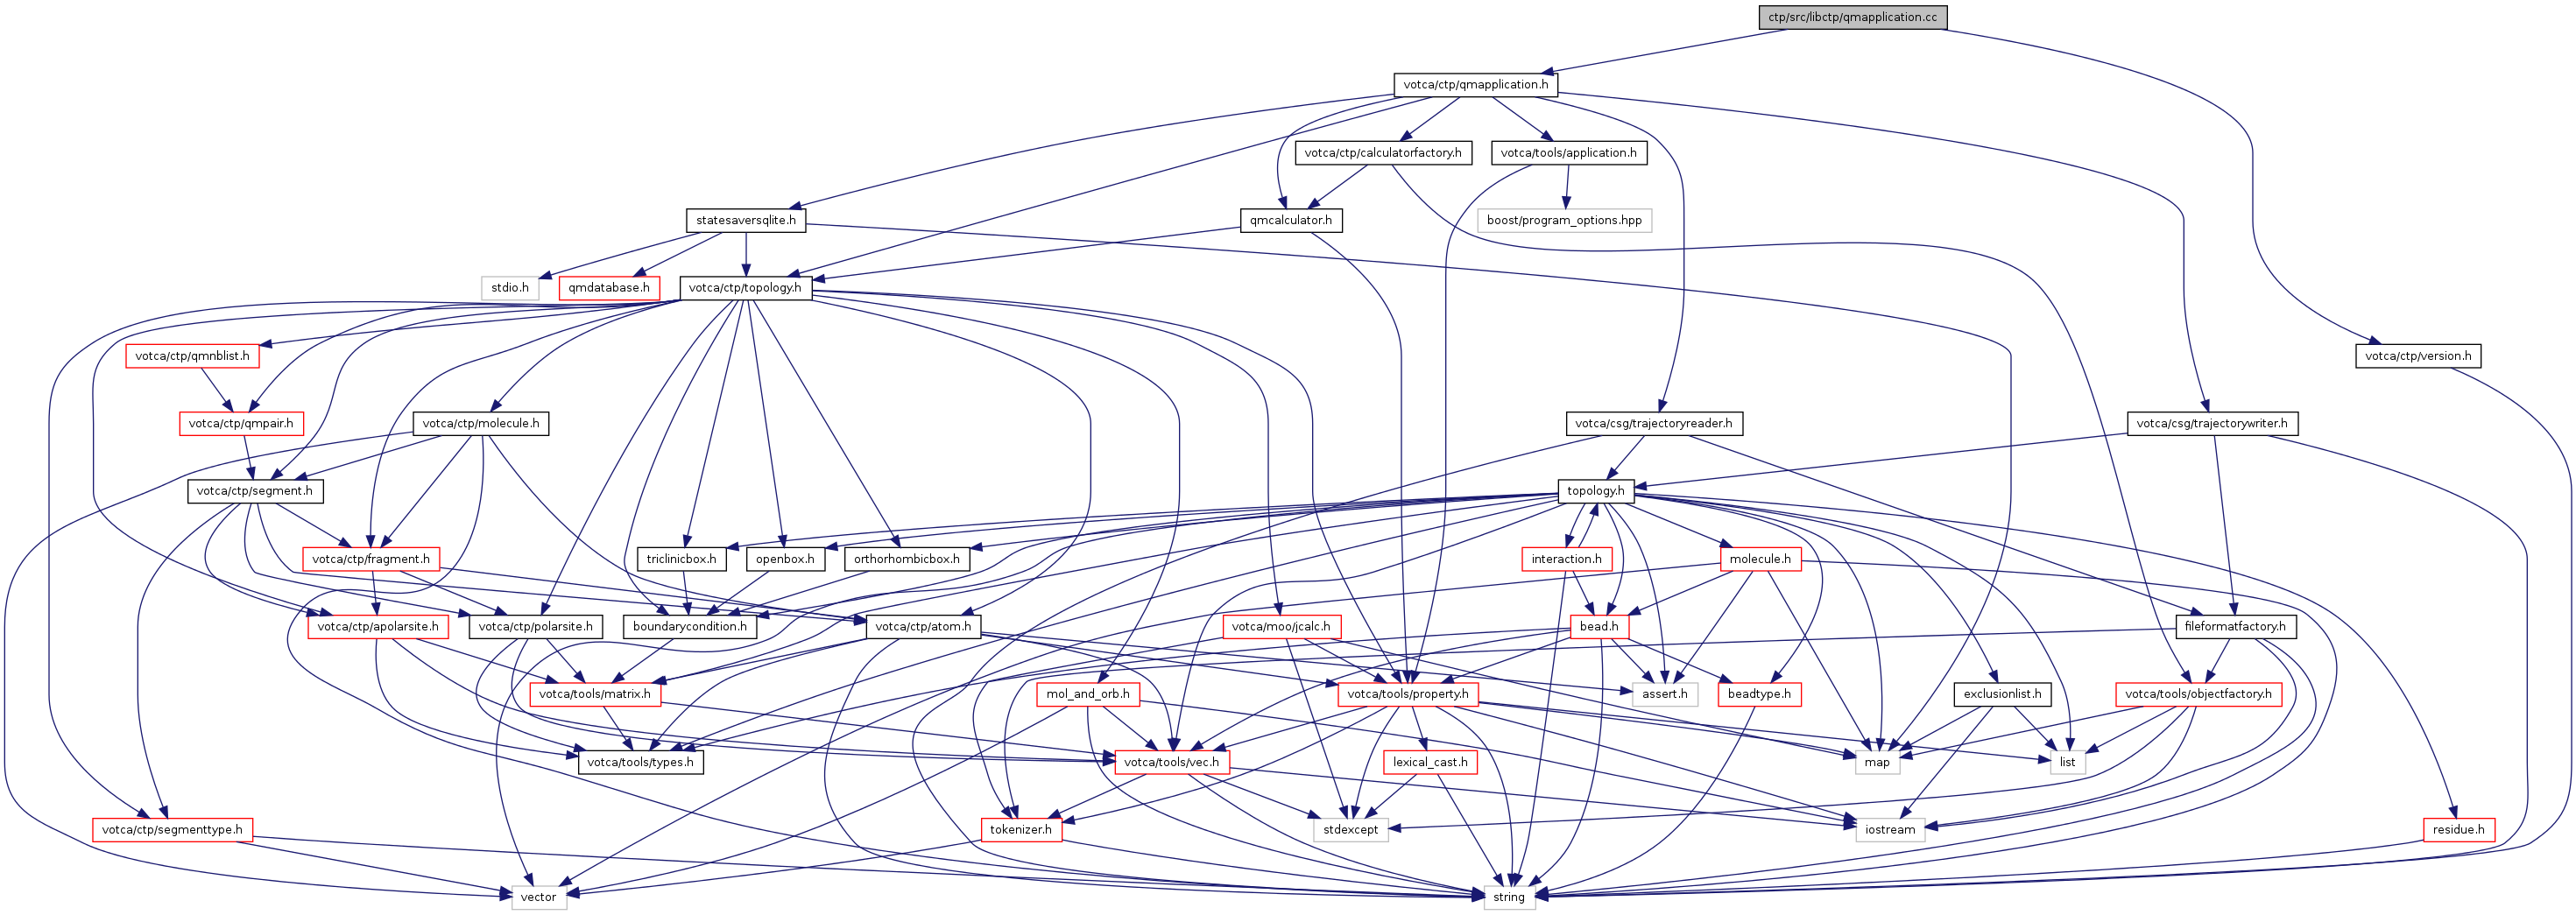 ctp/src/libctp/qmapplication.cc
votca/ctp/qmapplication.h
votca/ctp/calculatorfactory.h
votca/tools/application.h
statesaversqlite.h
qmcalculator.h
boost/program_options.hpp
stdio.h
qmdatabase.h
votca/ctp/topology.h
votca/ctp/qmnblist.h
votca/ctp/version.h
votca/ctp/qmpair.h
votca/ctp/molecule.h
votca/csg/trajectoryreader.h
votca/csg/trajectorywriter.h
votca/ctp/segment.h
topology.h
votca/ctp/fragment.h
triclinicbox.h
openbox.h
orthorhombicbox.h
interaction.h
molecule.h
votca/ctp/apolarsite.h
votca/ctp/polarsite.h
boundarycondition.h
votca/ctp/atom.h
votca/moo/jcalc.h
bead.h
fileformatfactory.h
votca/tools/matrix.h
mol_and_orb.h
votca/tools/property.h
assert.h
beadtype.h
exclusionlist.h
votca/tools/objectfactory.h
votca/tools/types.h
votca/tools/vec.h
lexical_cast.h
map
list
votca/ctp/segmenttype.h
tokenizer.h
stdexcept
iostream
residue.h
vector
string